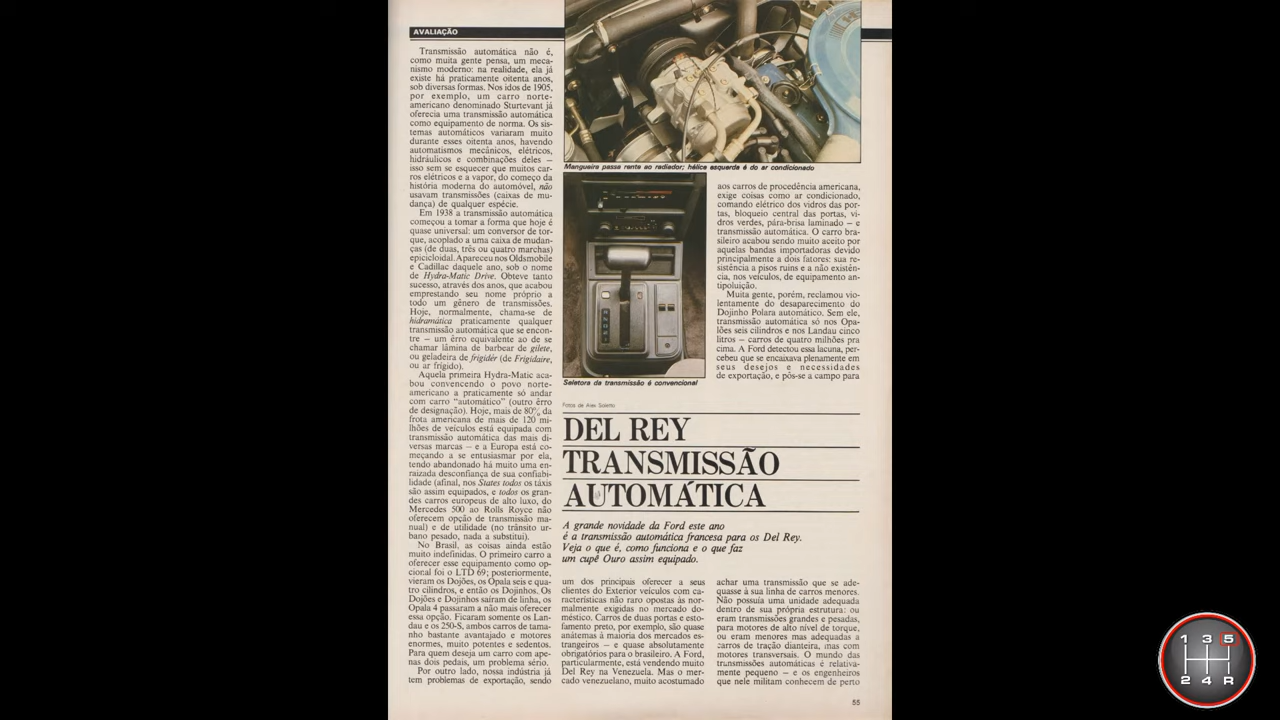 AVALIAÇÃO
Transmissão automática não é,
como muita gente pensa, um meca-
nismo moderno: na realidade, ela já
existe há praticamente oitenta anos,
sob diversas formas. Nos idos de 1905,
por exemplo, um carro norte-
americano denominado Sturtevant já
oferecia uma transmissão automática
como equipamento de norma. Os sis-
temas automáticos variaram muito
durante esses oitenta anos, havendo
automatismos mecânicos, elétricos,
hidráulicos e combinações deles —
isso sem se esquecer que muitos car-
ros elétricos e a vapor, do começo da
história moderna do automóvel, não
usavam transmissões (caixas de mu-
dança) de qualquer espécie.
Em 1938 a transmissão automática
começou a tomar a forma que hoje é
quase universal: um conversor de tor-
que, acoplado a uma caixa de mudan-
ças (de duas, três ou quatro marchas)
epicicloidal. Apareceu nos Oldsmobile
e Cadillac daquele ano, sob o nome
de Hydra-Matic Drive. Obteve tanto
sucesso, através dos anos, que acabou
emprestando seu nome próprio a
todo um gênero de transmissões.
Hoje, normalmente, chama-se de
hidramática praticamente qualquer
transmissão automática que se encon-
tre — um érro equivalente ao de se
chamar lâmina de barbear de gilete,
ou geladeira de frigidér (de Frigidaire,
ou ar frígido).
Aquela primeira Hydra-Matic aca-
bou convencendo o povo norte-
americano a praticamente só andar
com carro "automático" (outro êrro
de designação). Hoje, mais de 80% da
frota americana de mais de 120 mi-
lhões de veículos está equipada com
transmissão automática das mais di-
versas marcas — e a Europa está co-
meçando a se entusiasmar por ela,
tendo abandonado há muito uma en-
raizada desconfiança de sua confiabi-
lidade (afinal, nos States todos os táxis
são assim equipados, e todos os gran-
des carros europeus de alto luxo, do
Mercedes 500 ao Rolls Royce não
oferecem opção de transmissão ma-
nual) e de utilidade (no trânsito ur-
bano pesado, nada a substitui).
No Brasil, as coisas ainda estão
muito indefinidas. O primeiro carro a
oferecer esse equipamento como op-
cional foi o LTD 69; posteriormente,
vieram os Dojões, os Opala seis e qua-
tro cilindros, e então os Dojinhos. Os
Dojões e Dojinhos saíram de linha, os
Opala 4 passaram a não mais oferecer
essa opção. Ficaram somente os Lan-
dau e os 250-S, ambos carros de tama-
nho bastante avantajado e motores
enormes, muito potentes e sedentos.
Para quem deseja um carro com ape-
nas dois pedais, um problema sério.
Por outro lado, nossa indústria já
tem problemas de exportação, sendo
Mangueira passa rente ao radiador; hélice esquerda é do ar condicionado
Seletora da transmissão é convencional
aos carros de procedência americana,
exige coisas como ar condicionado,
comando elétrico dos vidros das por-
tas, bloqueio central das portas, vi-
dros verdes, pára-brisa laminado — e
transmissão automática. O carro bra-
sileiro acabou sendo muito aceito por
aquelas bandas importadoras devido
principalmente a dois fatores: sua re-
sistência a pisos ruins e a não existên-
cia, nos veículos, de equipamento an-
tipoluição.
Muita gente, porém, reclamou vio-
lentamente do desaparecimento do
Dojinho Polara automático. Sem ele,
transmissão automática só nos Opa-
lões seis cilindros e nos Landau cinco
litros — carros de quatro milhões pra
cima. A Ford detectou essa lacuna, per-
cebeu que se encaixava plenamente em
seus desejos e necessidades
de exportação, e pôs-se a campo para
Fotos de Alex Soletto
DEL REY
TRANSMISSÃO
AUTOMÁTICA
A grande novidade da Ford este ano
é a transmissão automática francesa para os Del Rey.
Veja o que é, como funciona e o que faz
um cupê Ouro assim equipado.
um dos principais oferecer a seus
clientes do Exterior veículos com ca-
racterísticas não raro opostas às nor-
malmente exigidas no mercado do-
méstico. Carros de duas portas e esto-
famento preto, por exemplo, são quase
anátemas à maioria dos mercados es-
trangeiros — e quase absolutamente
obrigatórios para o brasileiro. A Ford,
particularmente, está vendendo muito
Del Rey na Venezuela. Mas o mer-
cado venezuelano, muito acostumado
achar uma transmissão que se ade-
quasse à sua linha de carros menores.
Não possuía uma unidade adequada
dentro de sua própria estrutura: ou
eram transmissões grandes e pesadas,
para motores de alto nível de torque,
ou eram menores mas adequadas a
carros de tração dianteira, mas com
motores transversais. O mundo das
transmissões automáticas é relativa-
mente pequeno — e os engenheiros
que nele militam conhecem de perto
55
1 3 5
2 4 R